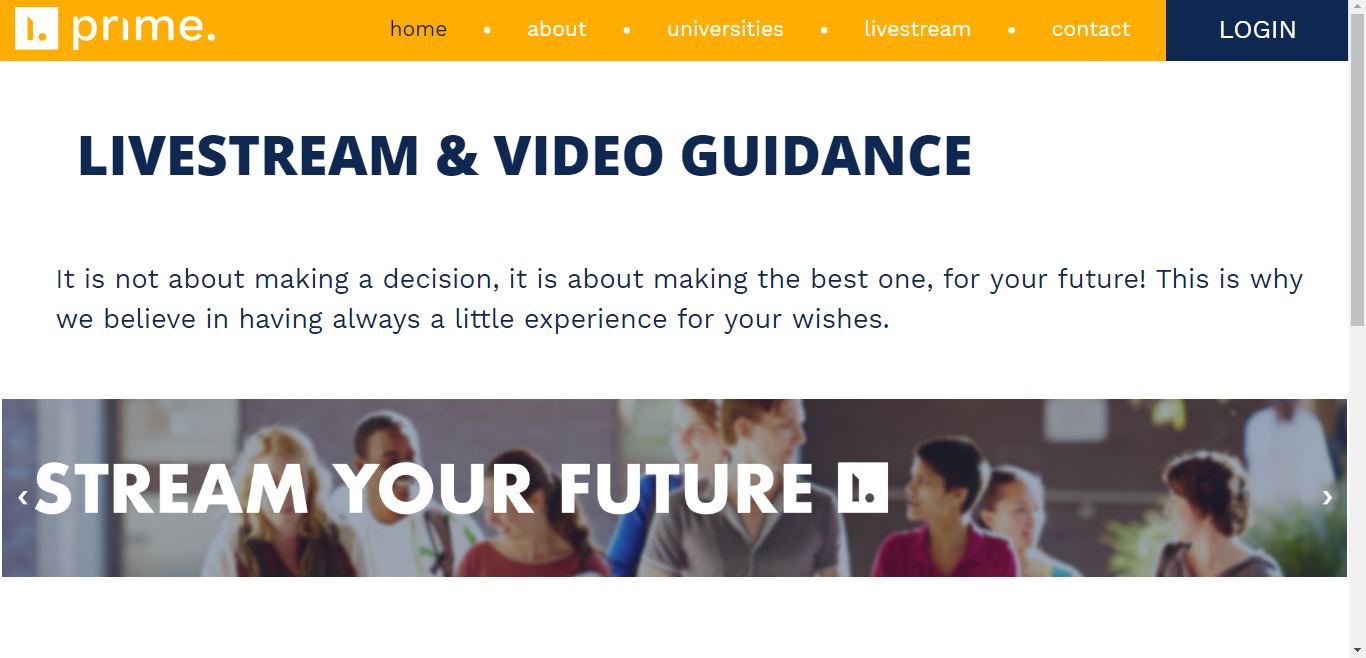 prime.
home • about • universities • livestream • contact
LOGIN
LIVESTREAM & VIDEO GUIDANCE
It is not about making a decision, it is about making the best one, for your future! This is why
we believe in having always a little experience for your wishes.
‹ STREAM YOUR FUTURE ›